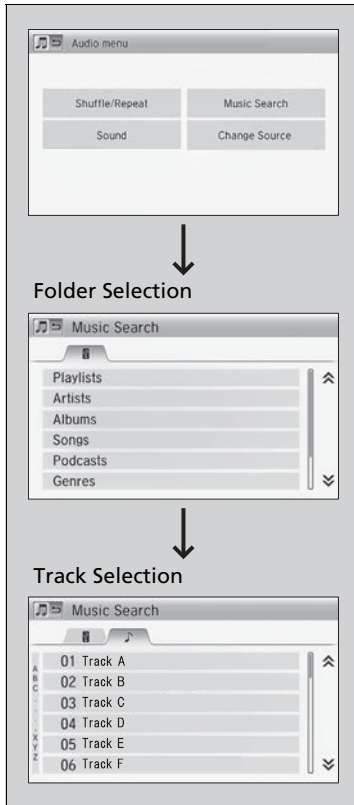 Audio menu
Shuffle/Repeat Music Search
Sound Change Source
Folder Selection
Music Search
Playlists
Artists
Albums
Songs
Podcasts
Genres
Track Selection
Music Search
A
B
C
01 Track A
02 Track B
03 Track C
04 Track D
05 Track E
06 Track F
X
Y
Z